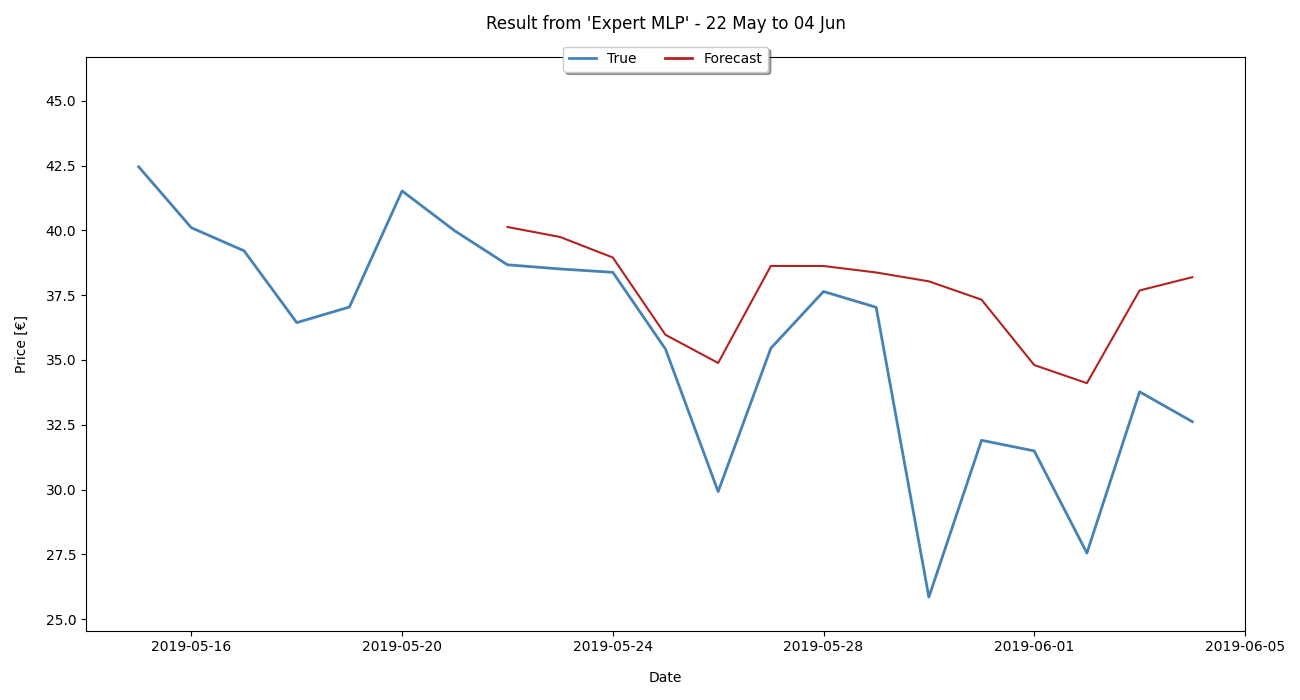 Result from 'Expert MLP' - 22 May to 04 Jun
True Forecast
45.0
42.5
40.0
37.5
35.0
32.5
30.0
27.5
25.0
Price [€]
2019-05-16 2019-05-20 2019-05-24 2019-05-28 2019-06-01 2019-06-05
Date